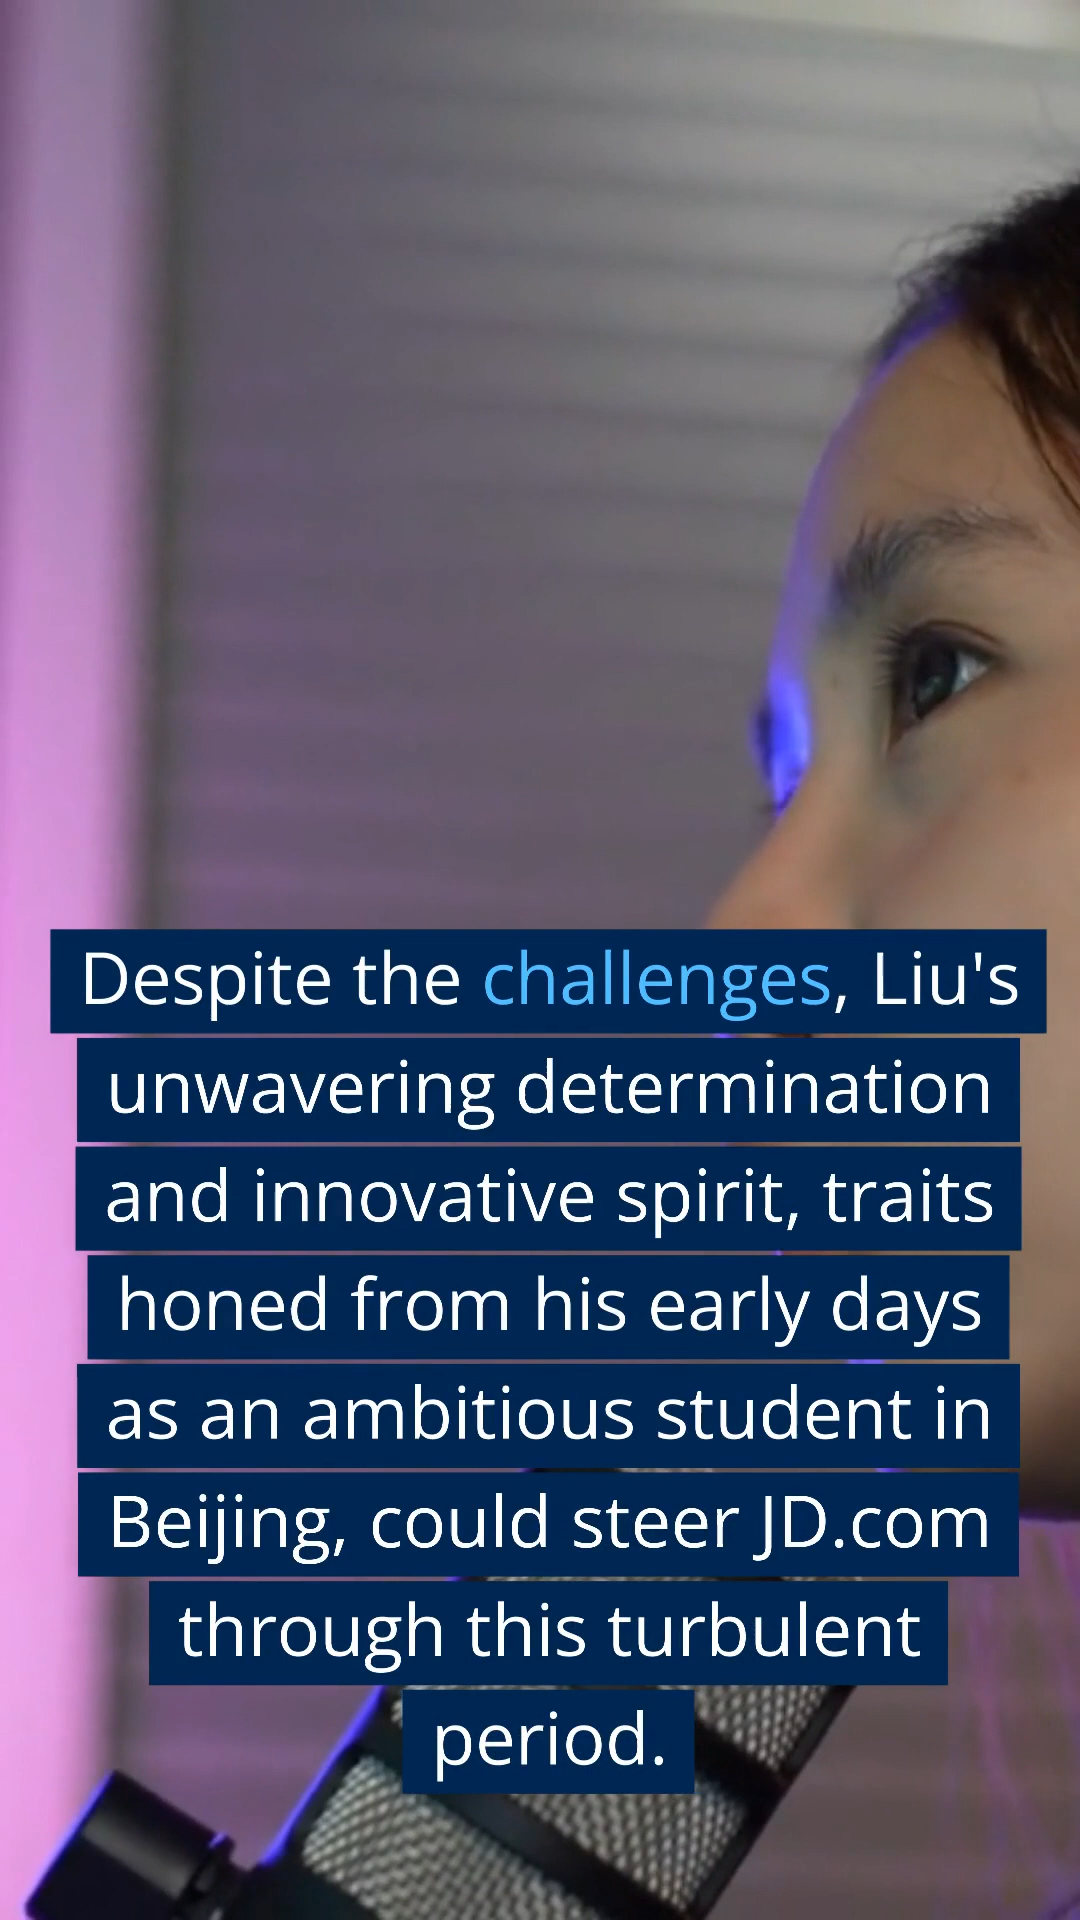 Despite the challenges, Liu's
unwavering determination
and innovative spirit, traits
honed from his early days
as an ambitious student in
Beijing, could steer JD.com
through this turbulent
period.